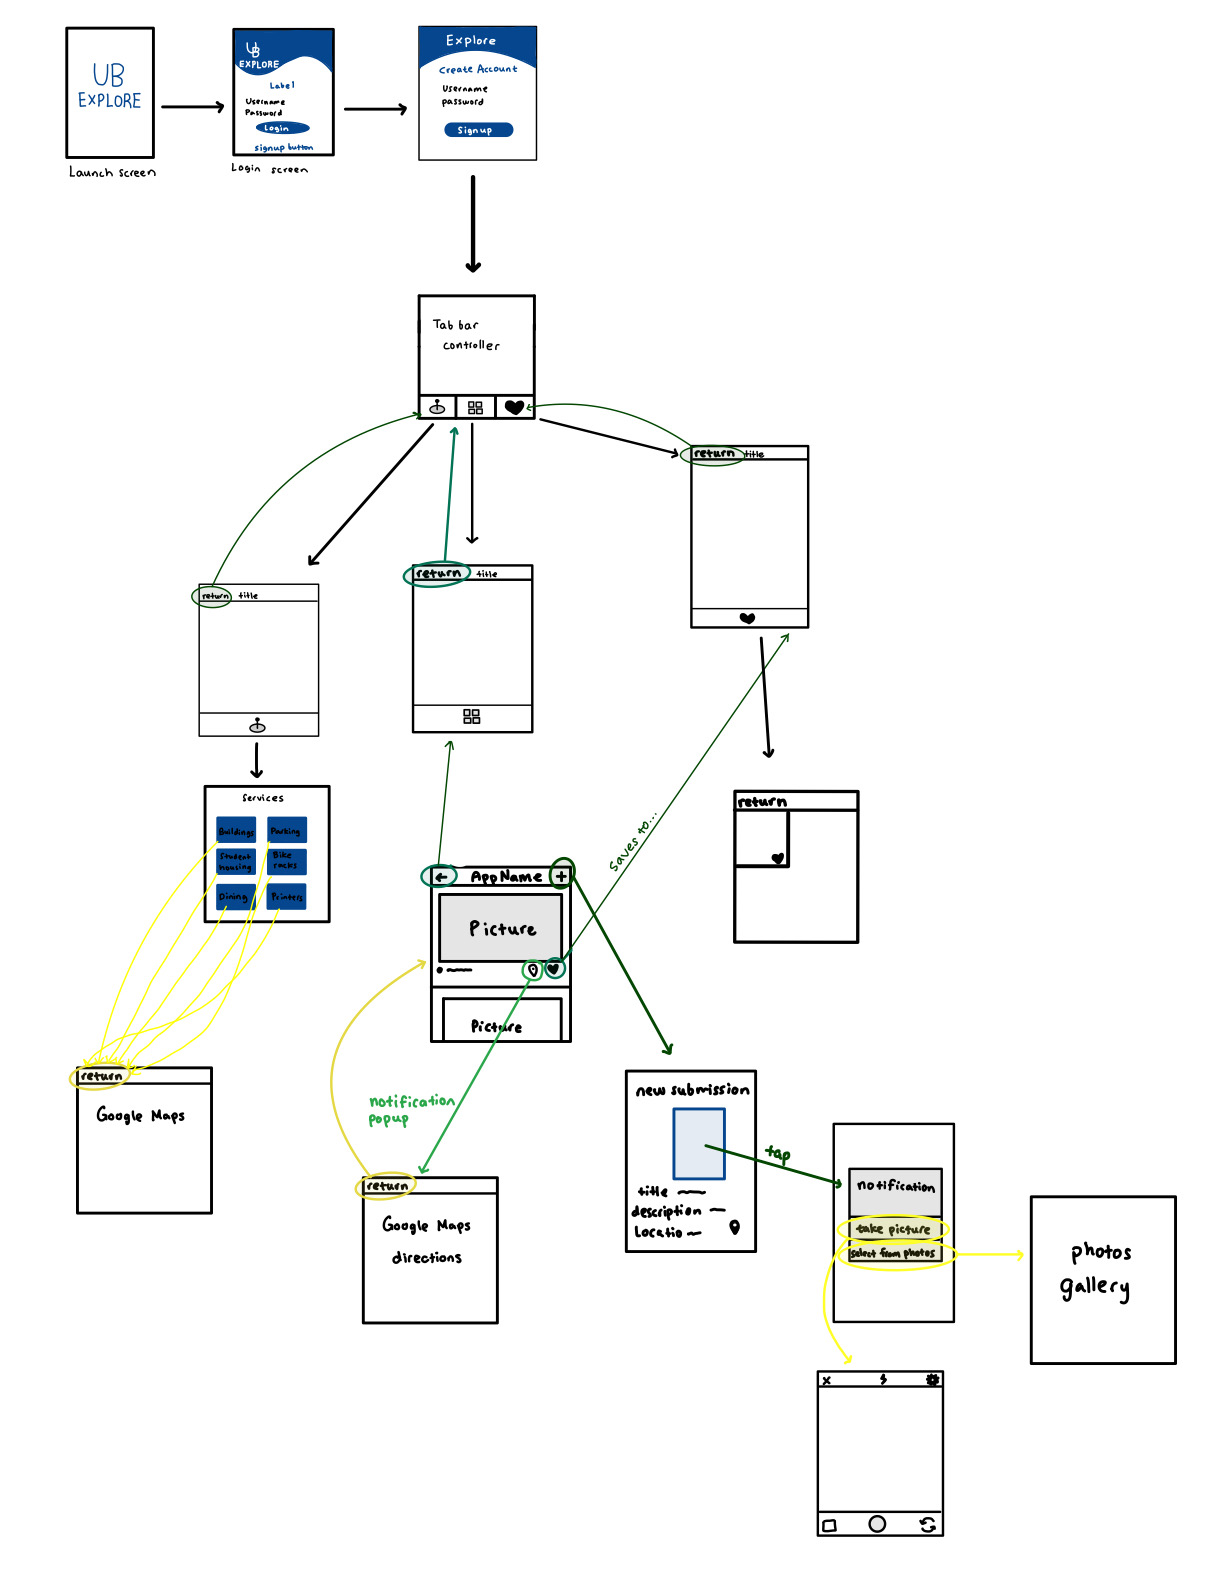 UB
EXPLORE
Launch screen
UB
EXPLORE
Label
Username
Password
Login
signup button
Login screen
Explore
Create Account
Username
password
Signup
Tab bar
controller
return title
return title
return title
Services
Buildings Parking
Student
housing
Bike
racks
Dining Printers
return
Google Maps
← AppName +
Picture
Picture
saves to...
return
notification
popup
return
Google Maps
directions
new submission
title
description
Locatio
tap
notification
take picture
select from photos
photos
gallery
x